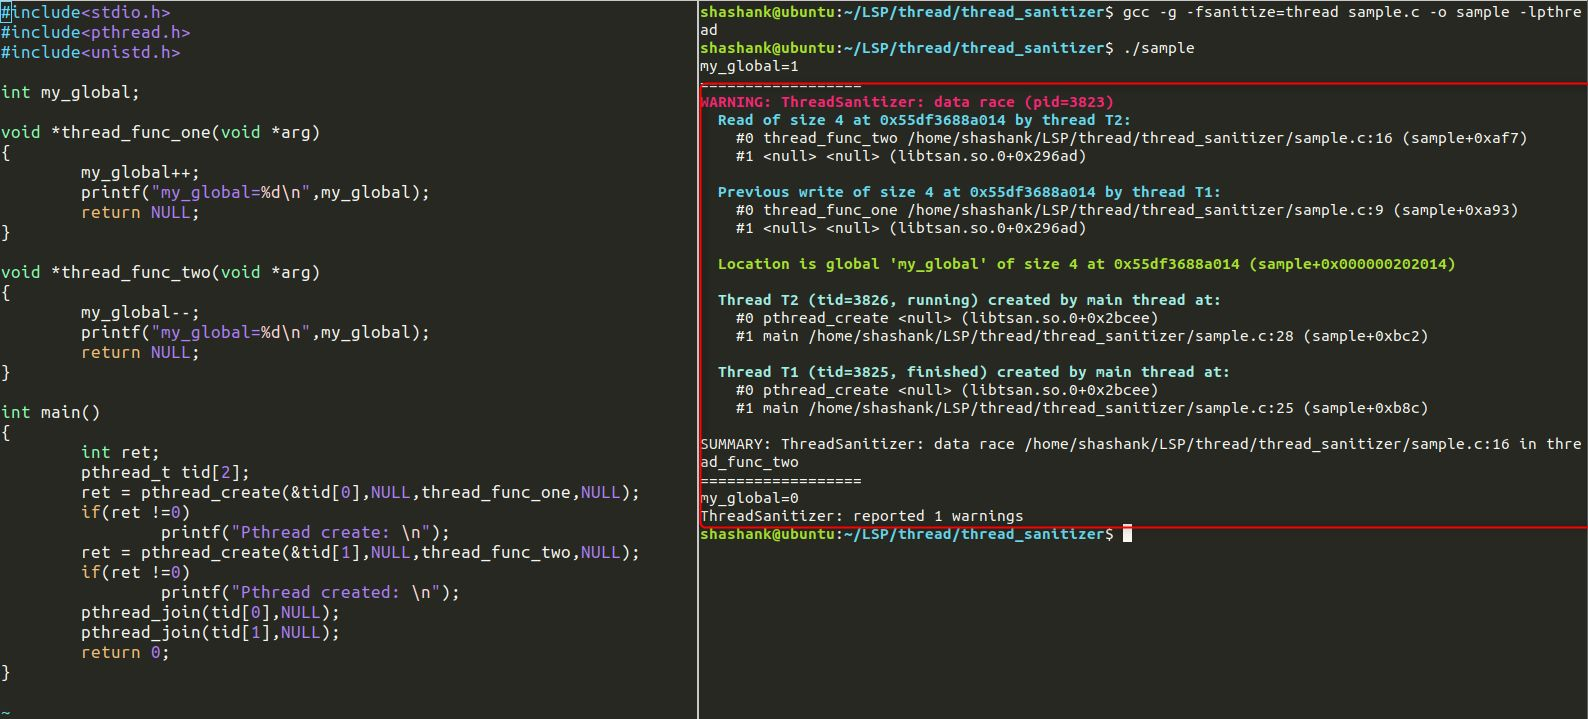 #include<stdio.h>
#include<pthread.h>
#include<unistd.h>
int my_global;
void *thread_func_one(void *arg)
{
my_global++;
printf("my_global=%d\n",my_global);
return NULL;
}
void *thread_func_two(void *arg)
{
my_global--;
printf("my_global=%d\n",my_global);
return NULL;
}
int main()
{
int ret;
pthread_t tid[2];
ret = pthread_create(&tid[0],NULL,thread_func_one,NULL);
if(ret !=0)
printf("Pthread create: \n");
ret = pthread_create(&tid[1],NULL,thread_func_two,NULL);
if(ret !=0)
printf("Pthread created: \n");
pthread_join(tid[0],NULL);
pthread_join(tid[1],NULL);
return 0;
}
~
shashank@ubuntu:~/LSP/thread/thread_sanitizer$ gcc -g -fsanitize=thread sample.c -o sample -lpthre
ad
shashank@ubuntu:~/LSP/thread/thread_sanitizer$ ./sample
my_global=1
==================
WARNING: ThreadSanitizer: data race (pid=3823)
Read of size 4 at 0x55df3688a014 by thread T2:
#0 thread_func_two /home/shashank/LSP/thread/thread_sanitizer/sample.c:16 (sample+0xaf7)
#1 <null> <null> (libtsan.so.0+0x296ad)
Previous write of size 4 at 0x55df3688a014 by thread T1:
#0 thread_func_one /home/shashank/LSP/thread/thread_sanitizer/sample.c:9 (sample+0xa93)
#1 <null> <null> (libtsan.so.0+0x296ad)
Location is global 'my_global' of size 4 at 0x55df3688a014 (sample+0x000000202014)
Thread T2 (tid=3826, running) created by main thread at:
#0 pthread_create <null> (libtsan.so.0+0x2bcee)
#1 main /home/shashank/LSP/thread/thread_sanitizer/sample.c:28 (sample+0xbc2)
Thread T1 (tid=3825, finished) created by main thread at:
#0 pthread_create <null> (libtsan.so.0+0x2bcee)
#1 main /home/shashank/LSP/thread/thread_sanitizer/sample.c:25 (sample+0xb8c)
SUMMARY: ThreadSanitizer: data race /home/shashank/LSP/thread/thread_sanitizer/sample.c:16 in thre
ad_func_two
==================
my_global=0
ThreadSanitizer: reported 1 warnings
shashank@ubuntu:~/LSP/thread/thread_sanitizer$